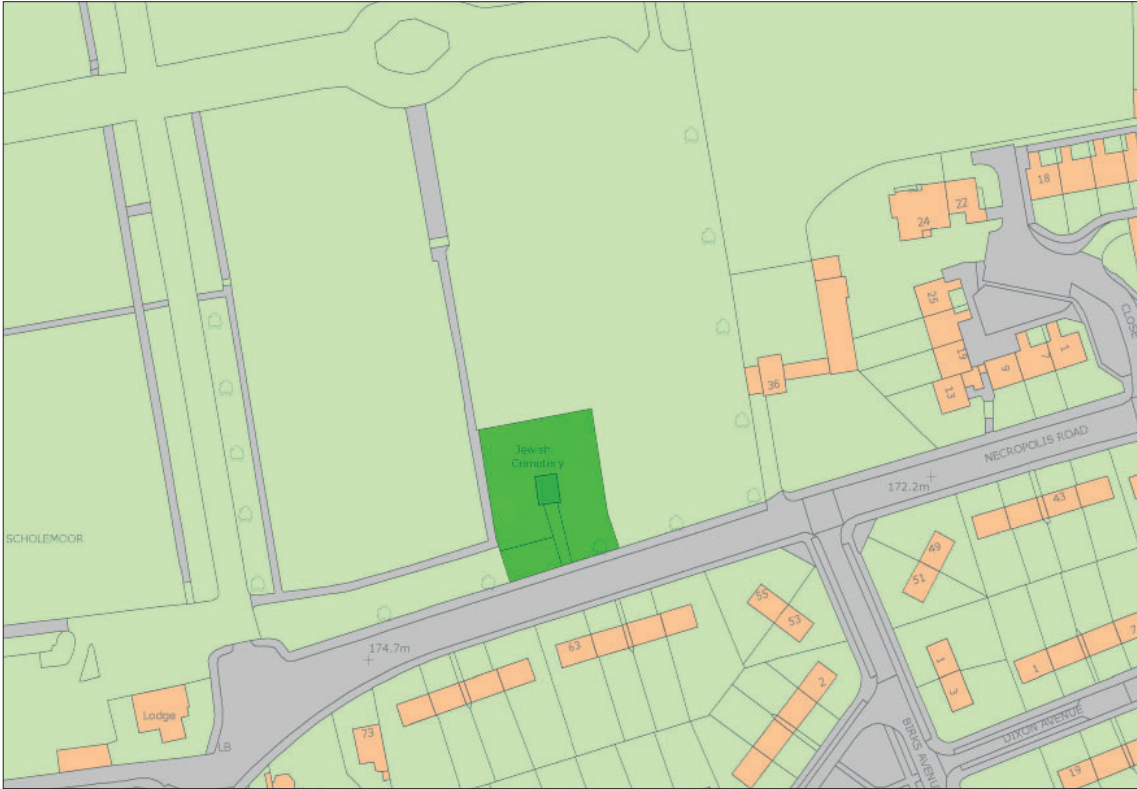 18
22
24
25
CLOSE
19
1
7
9
36
13
NECROPOLIS ROAD
Jewish
Cemetery
172.2m
43
SCHOLEMOOR
49
51
55
53
63
174.7m
1
3
1
7
2
Lodge
LB
73
BIRKS AVENUE
DIXON AVENUE
19